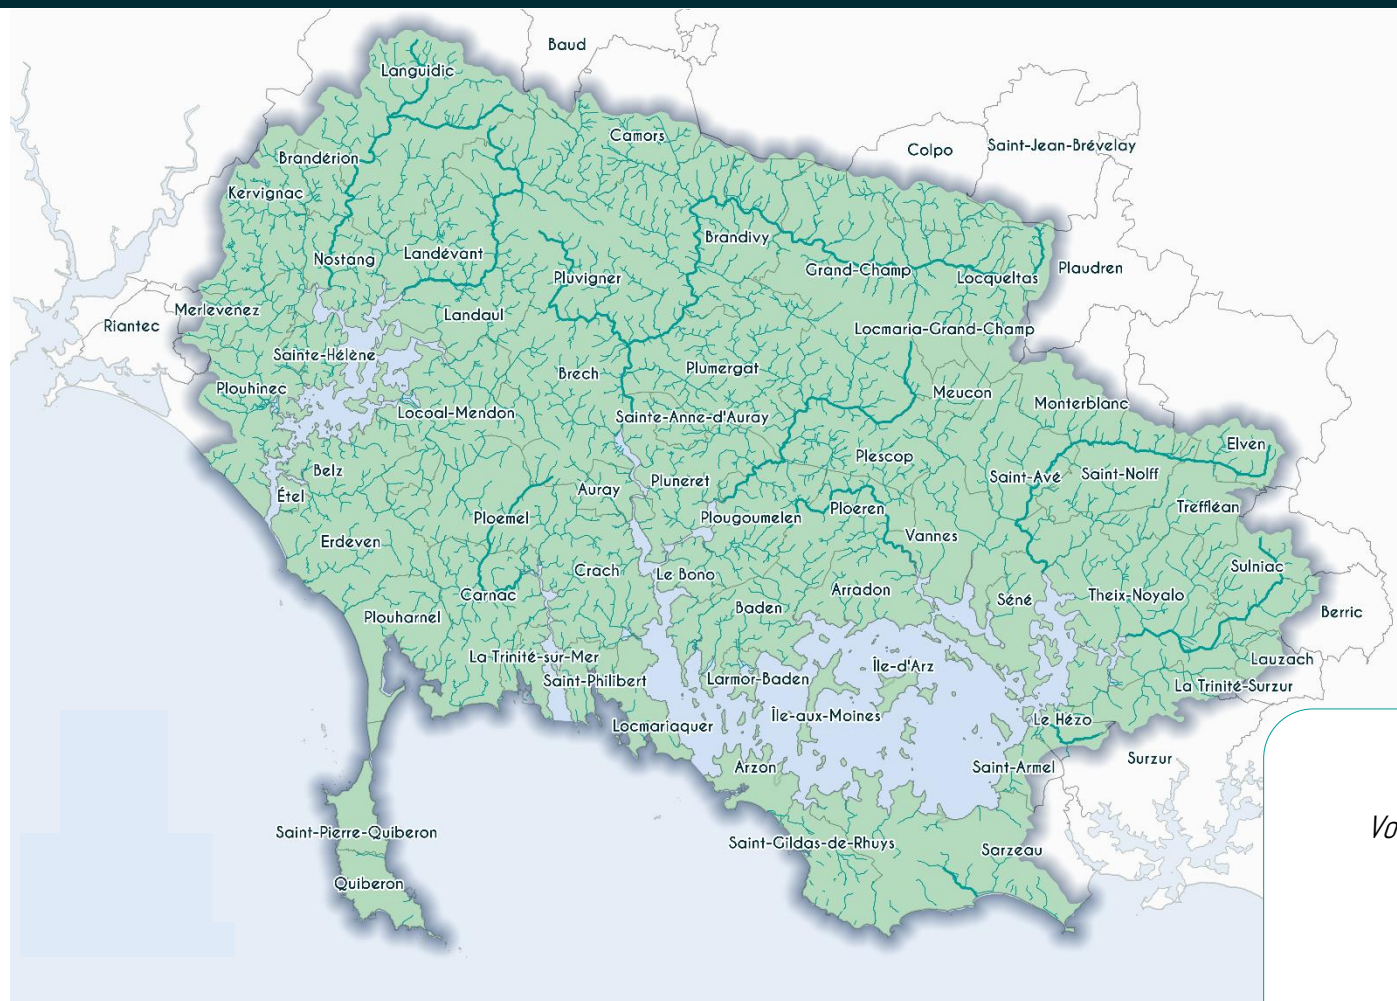 Baud
Languidic
Camors
Colpo
Saint-Jean-Brévelay
Brandérion
Kervignac
Brandivy
Nostang
Landévant
Pluvigner
Grand-Champ
Locqueltas
Plaudren
Merlevenez
Riantec
Landaul
Locmaria-Grand-Champ
Sainte-Hélène
Brech
Plumergat
Plouhinec
Meucon
Monterblanc
Locoal-Mendon
Sainte-Anne-d'Auray
Elven
Plescop
Belz
Saint-Avé
Saint-Nolff
Étel
Auray
Pluneret
Treffléan
Ploemel
Plougoumelen
Ploeren
Vannes
Erdeven
Crach
Le Bono
Sulniac
Carnac
Arradon
Séné
Theix-Noyalo
Baden
Berric
Plouharnel
La Trinité-sur-Mer
Île-d'Arz
Lauzach
Saint-Philibert
Larmor-Baden
La Trinité-Surzur
Île-aux-Moines
Locmariaquer
Le Hézo
Arzon
Saint-Armel
Surzur
Saint-Pierre-Quiberon
Saint-Gildas-de-Rhuys
Sarzeau
Vo
Quiberon